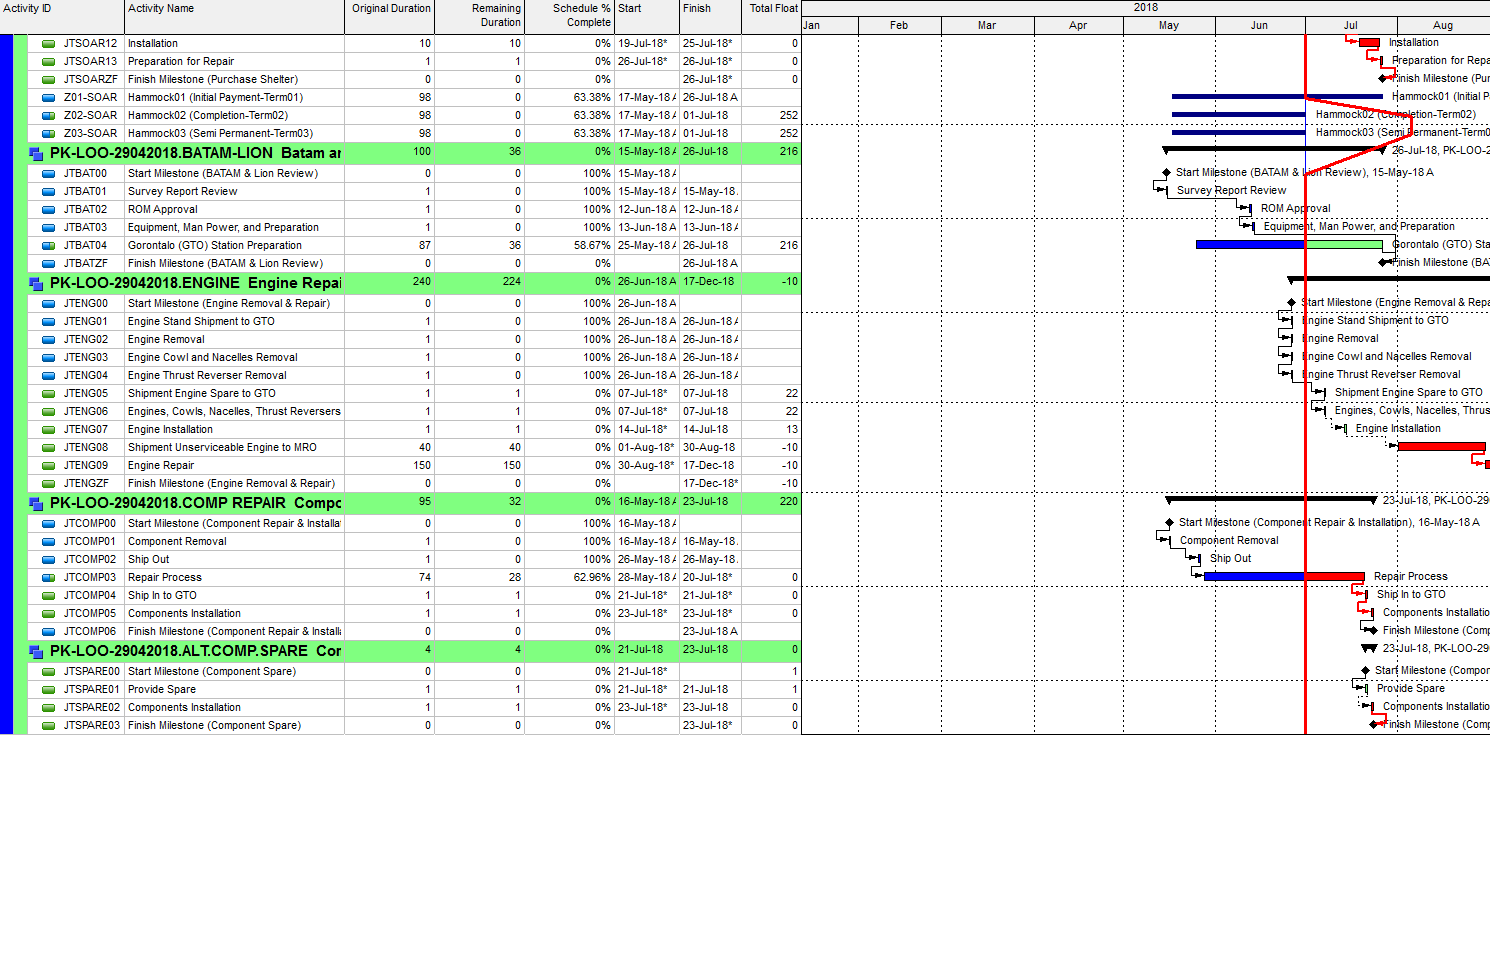 Activity ID Activity Name Original Duration Remaining Duration Schedule % Complete Start Finish Total Float 2018
Jan Feb Mar Apr May Jun Jul Aug
JTSOAR12 Installation 10 10 0% 19-Jul-18* 25-Jul-18* 0 Installation
JTSOAR13 Preparation for Repair 1 1 0% 26-Jul-18* 26-Jul-18* 0 Preparation for Repa
JTSOARZF Finish Milestone (Purchase Shelter) 0 0 0% 26-Jul-18* 0 Finish Milestone (Pur
Z01-SOAR Hammock01 (Initial Payment-Term01) 98 0 63.38% 17-May-18 A 26-Jul-18 A Hammock01 (Initial P
Z02-SOAR Hammock02 (Completion-Term02) 98 0 63.38% 17-May-18 A 01-Jul-18 252 Hammock02 (Completion-Term02)
Z03-SOAR Hammock03 (Semi Permanent-Term03) 98 0 63.38% 17-May-18 A 01-Jul-18 252 Hammock03 (Semi Permanent-Term0
PK-LOO-29042018.BATAM-LION Batam ar 100 36 0% 15-May-18 A 26-Jul-18 216 26-Jul-18, PK-LOO-2
JTBAT00 Start Milestone (BATAM & Lion Review) 0 0 100% 15-May-18 A Start Milestone (BATAM & Lion Review), 15-May-18 A
JTBAT01 Survey Report Review 1 0 100% 15-May-18 A 15-May-18. Survey Report Review
JTBAT02 ROM Approval 1 0 100% 12-Jun-18 A 12-Jun-18 A ROM Approval
JTBAT03 Equipment, Man Power, and Preparation 1 0 100% 13-Jun-18 A 13-Jun-18 A Equipment, Man Power, and Preparation
JTBAT04 Gorontalo (GTO) Station Preparation 87 36 58.67% 25-May-18 A 26-Jul-18 216 Gorontalo (GTO) Sta
JTBATZF Finish Milestone (BATAM & Lion Review) 0 0 0% 26-Jul-18 A Finish Milestone (BA
PK-LOO-29042018.ENGINE Engine Repai 240 224 0% 26-Jun-18 A 17-Dec-18 -10
JTENG00 Start Milestone (Engine Removal & Repair) 0 0 100% 26-Jun-18 A Start Milestone (Engine Removal & Repa
JTENG01 Engine Stand Shipment to GTO 1 0 100% 26-Jun-18 A 26-Jun-18 A Engine Stand Shipment to GTO
JTENG02 Engine Removal 1 0 100% 26-Jun-18 A 26-Jun-18 A Engine Removal
JTENG03 Engine Cowl and Nacelles Removal 1 0 100% 26-Jun-18 A 26-Jun-18 A Engine Cowl and Nacelles Removal
JTENG04 Engine Thrust Reverser Removal 1 0 100% 26-Jun-18 A 26-Jun-18 A Engine Thrust Reverser Removal
JTENG05 Shipment Engine Spare to GTO 1 1 0% 07-Jul-18* 07-Jul-18 22 Shipment Engine Spare to GTO
JTENG06 Engines, Cowls, Nacelles, Thrust Reversers 1 1 0% 07-Jul-18* 07-Jul-18 22 Engines, Cowls, Nacelles, Thrus
JTENG07 Engine Installation 1 1 0% 14-Jul-18* 14-Jul-18 13 Engine Installation
JTENG08 Shipment Unserviceable Engine to MRO 40 40 0% 01-Aug-18* 30-Aug-18 -10
JTENG09 Engine Repair 150 150 0% 30-Aug-18* 17-Dec-18 -10
JTENGZF Finish Milestone (Engine Removal & Repair) 0 0 0% 17-Dec-18* -10
PK-LOO-29042018.COMP REPAIR Compo 95 32 0% 16-May-18 A 23-Jul-18 220 23-Jul-18, PK-LOO-29
JTCOMP00 Start Milestone (Component Repair & Installat 0 0 100% 16-May-18 A Start Milestone (Component Repair & Installation), 16-May-18 A
JTCOMP01 Component Removal 1 0 100% 16-May-18 A 16-May-18. Component Removal
JTCOMP02 Ship Out 1 0 100% 26-May-18 A 26-May-18. Ship Out
JTCOMP03 Repair Process 74 28 62.96% 28-May-18 A 20-Jul-18* 0 Repair Process
JTCOMP04 Ship In to GTO 1 1 0% 21-Jul-18* 21-Jul-18* 0 Ship In to GTO
JTCOMP05 Components Installation 1 1 0% 23-Jul-18* 23-Jul-18* 0 Components Installatio
JTCOMP06 Finish Milestone (Component Repair & Installa 0 0 0% 23-Jul-18 A Finish Milestone (Comp
PK-LOO-29042018.ALT.COMP.SPARE Cor 4 4 0% 21-Jul-18 23-Jul-18 0 23-Jul-18, PK-LOO-29
JTSPARE00 Start Milestone (Component Spare) 0 0 0% 21-Jul-18* 1 Start Milestone (Compor
JTSPARE01 Provide Spare 1 1 0% 21-Jul-18* 21-Jul-18 1 Provide Spare
JTSPARE02 Components Installation 1 1 0% 23-Jul-18* 23-Jul-18 0 Components Installatio
JTSPARE03 Finish Milestone (Component Spare) 0 0 0% 23-Jul-18* 0 Finish Milestone (Comp